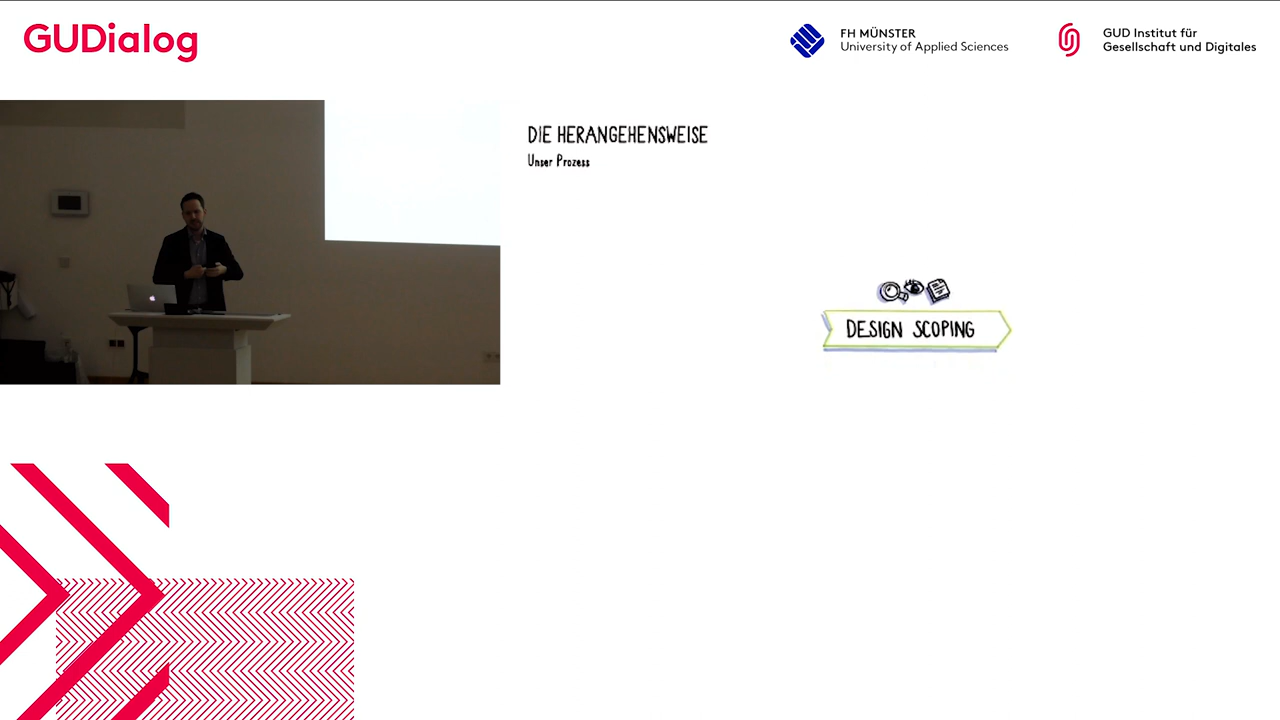 GUDialog
FH MÜNSTER
University of Applied Sciences
GUD Institut für
Gesellschaft und Digitales
DIE HERANGEHENSWEISE
Unser Prozess
DESIGN SCOPING